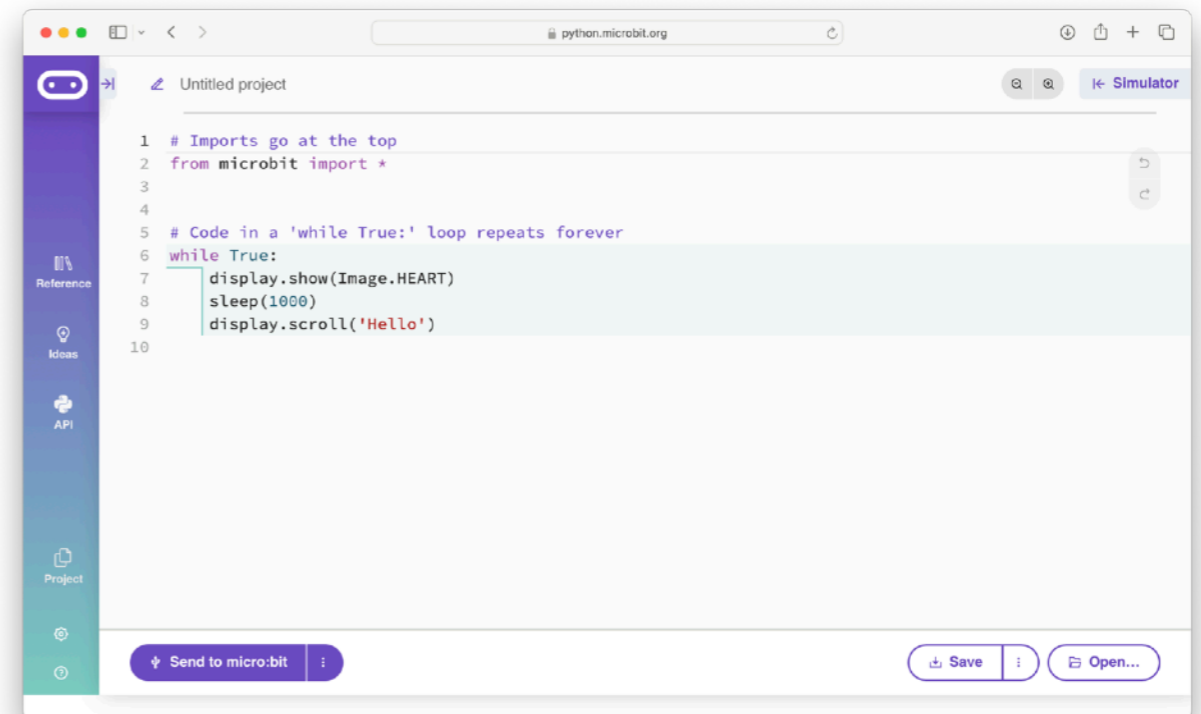 python.microbit.org
Untitled project
Simulator
1 # Imports go at the top
2 from microbit import *
3
4
5 # Code in a 'while True:' loop repeats forever
6 while True:
7     display.show(Image.HEART)
8     sleep(1000)
9     display.scroll('Hello')
10
Reference
Ideas
API
Project
Send to micro:bit
Save
Open...